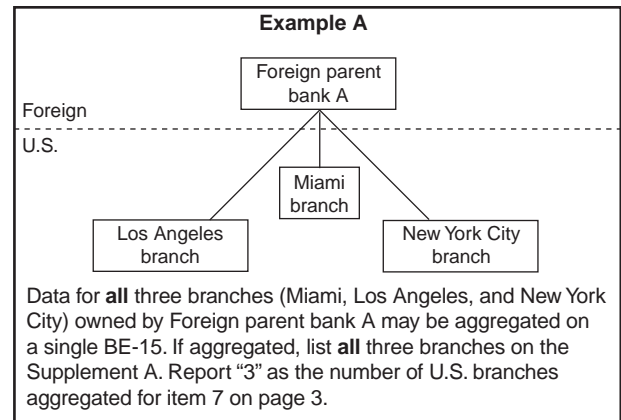 Example A
Foreign parent
bank A
Foreign
U.S.
Miami
branch
Los Angeles
branch
New York City
branch
Data for all three branches (Miami, Los Angeles, and New York
City) owned by Foreign parent bank A may be aggregated on
a single BE-15. If aggregated, list all three branches on the
Supplement A. Report “3” as the number of U.S. branches
aggregated for item 7 on page 3.